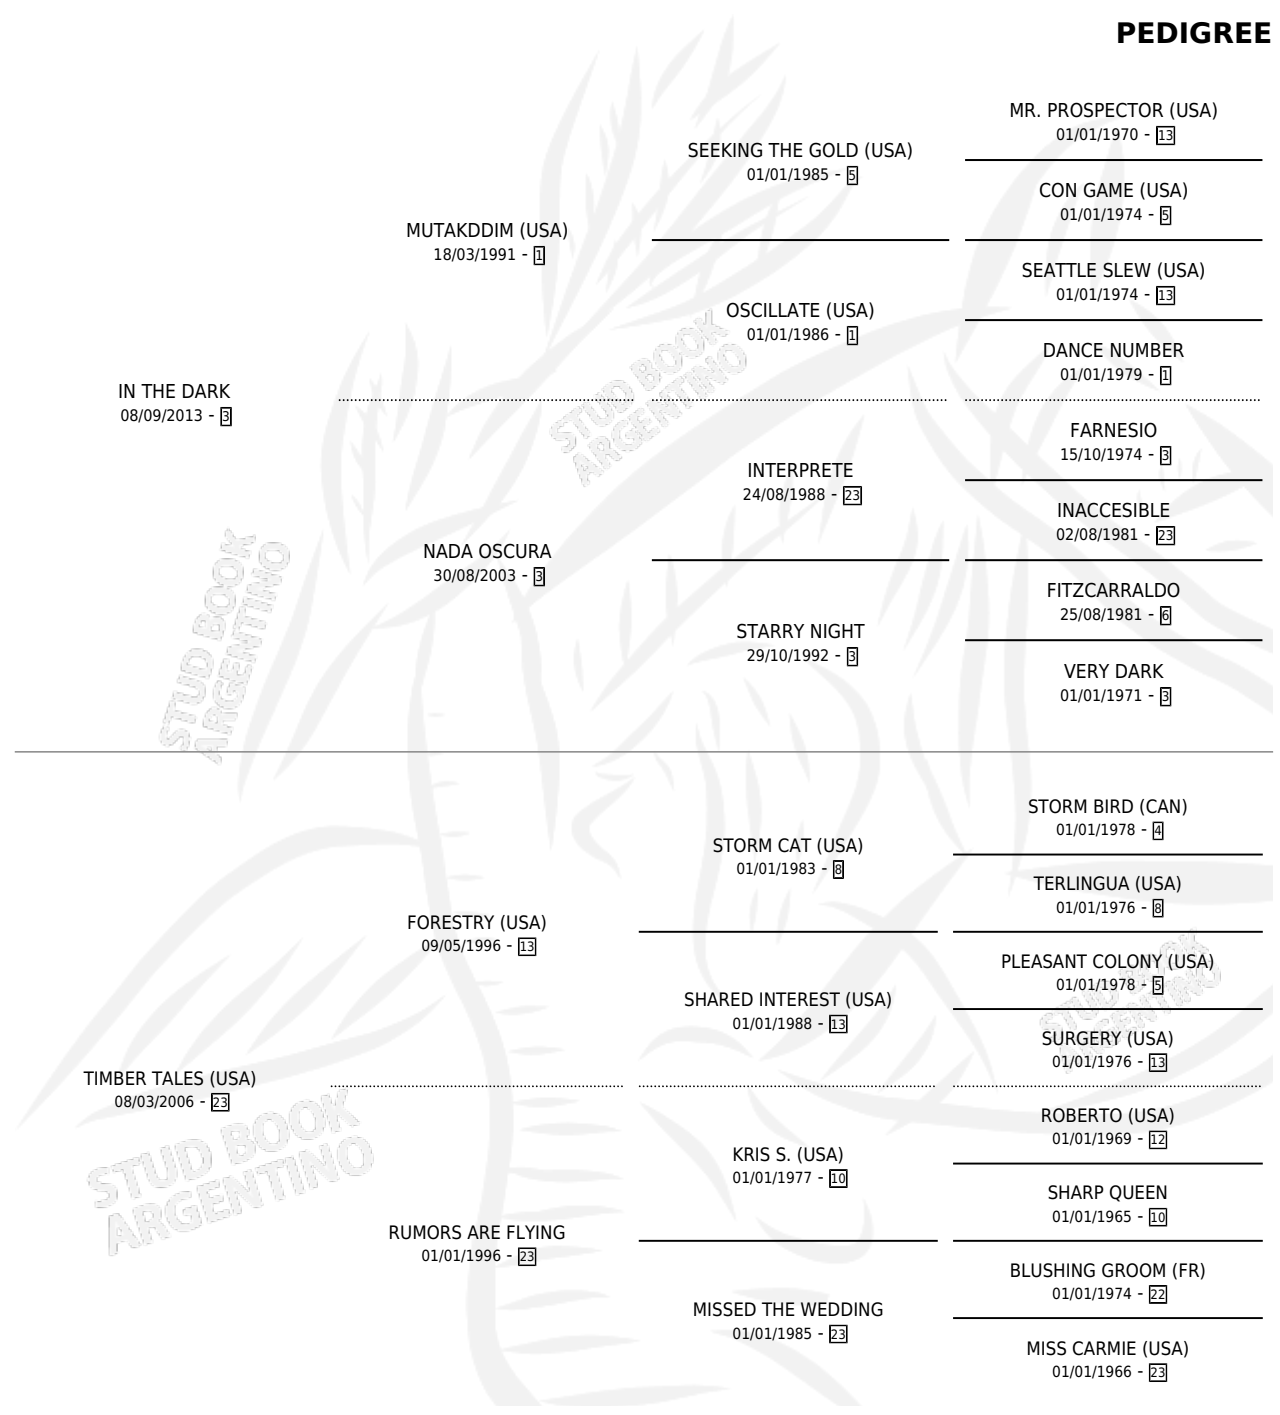 PEDIGREE
MR. PROSPECTOR (USA)
01/01/1970 - 13
SEEKING THE GOLD (USA)
01/01/1985 - 5
CON GAME (USA)
01/01/1974 - 5
MUTAKDDIM (USA)
18/03/1991 - 1
SEATTLE SLEW (USA)
01/01/1974 - 13
OSCILLATE (USA)
01/01/1986 - 1
DANCE NUMBER
01/01/1979 - 1
IN THE DARK
08/09/2013 - 3
FARNESIO
15/10/1974 - 3
INTERPRETE
24/08/1988 - 23
INACCESIBLE
02/08/1981 - 23
NADA OSCURA
30/08/2003 - 3
FITZCARRALDO
25/08/1981 - 6
STARRY NIGHT
29/10/1992 - 3
VERY DARK
01/01/1971 - 3
STORM BIRD (CAN)
01/01/1978 - 4
STORM CAT (USA)
01/01/1983 - 8
TERLINGUA (USA)
01/01/1976 - 8
FORESTRY (USA)
09/05/1996 - 13
PLEASANT COLONY (USA)
01/01/1978 - 5
SHARED INTEREST (USA)
01/01/1988 - 13
SURGERY (USA)
01/01/1976 - 13
TIMBER TALES (USA)
08/03/2006 - 23
ROBERTO (USA)
01/01/1969 - 12
KRIS S. (USA)
01/01/1977 - 10
SHARP QUEEN
01/01/1965 - 10
RUMORS ARE FLYING
01/01/1996 - 23
BLUSHING GROOM (FR)
01/01/1974 - 22
MISSED THE WEDDING
01/01/1985 - 23
MISS CARMIE (USA)
01/01/1966 - 23
STUD BOOK
ARGENTINO
STUD BOOK
ARGENTINO
STUD BOOK
ARGENTINO
STUD BOOK
ARGENTINO